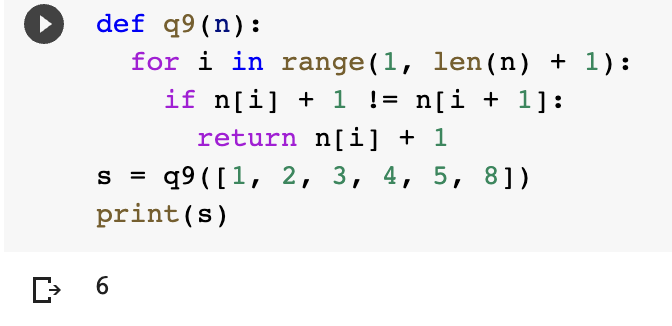 def q9(n):
  for i in range(1, len(n) + 1):
    if n[i] + 1 != n[i + 1]:
      return n[i] + 1
s = q9([1, 2, 3, 4, 5, 8])
print(s)
6